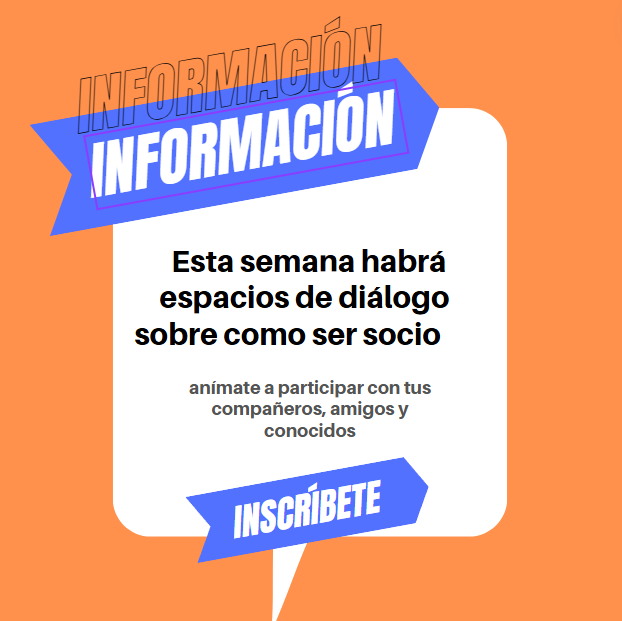 INFORMACIÓN
INFORMACIÓN
Esta semana habrá
espacios de diálogo
sobre como ser socio
anímate a participar con tus
compañeros, amigos y
conocidos
INSCRÍBETE